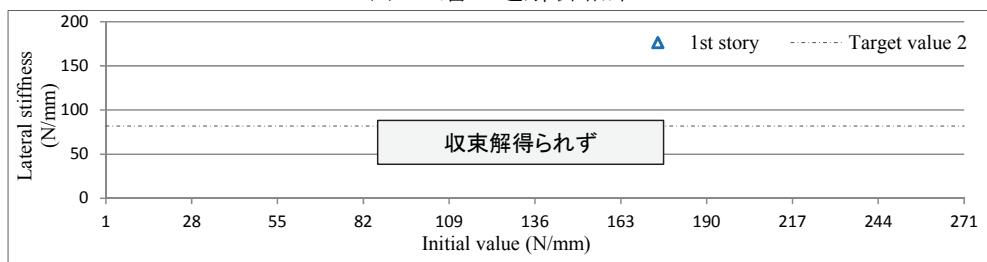 200
1st story
Target value 2
150
Lateral stiffness
(N/mm)
100
収束解得られず
50
0
1 28 55 82 109 136 163 190 217 244 271
Initial value (N/mm)